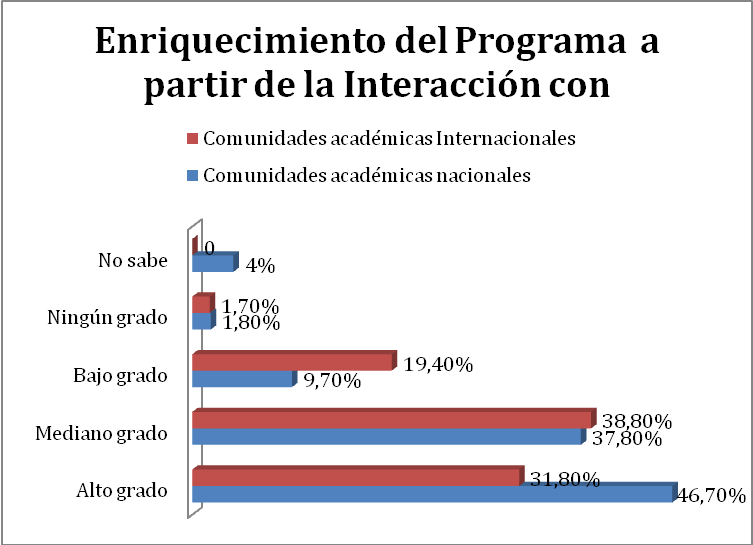 Enriquecimiento del Programa a
partir de la Interacción con
Comunidades académicas Internacionales
Comunidades académicas nacionales
No sabe
0
4%
Ningún grado
1,70%
1,80%
Bajo grado
19,40%
9,70%
Mediano grado
38,80%
37,80%
Alto grado
31,80%
46,70%